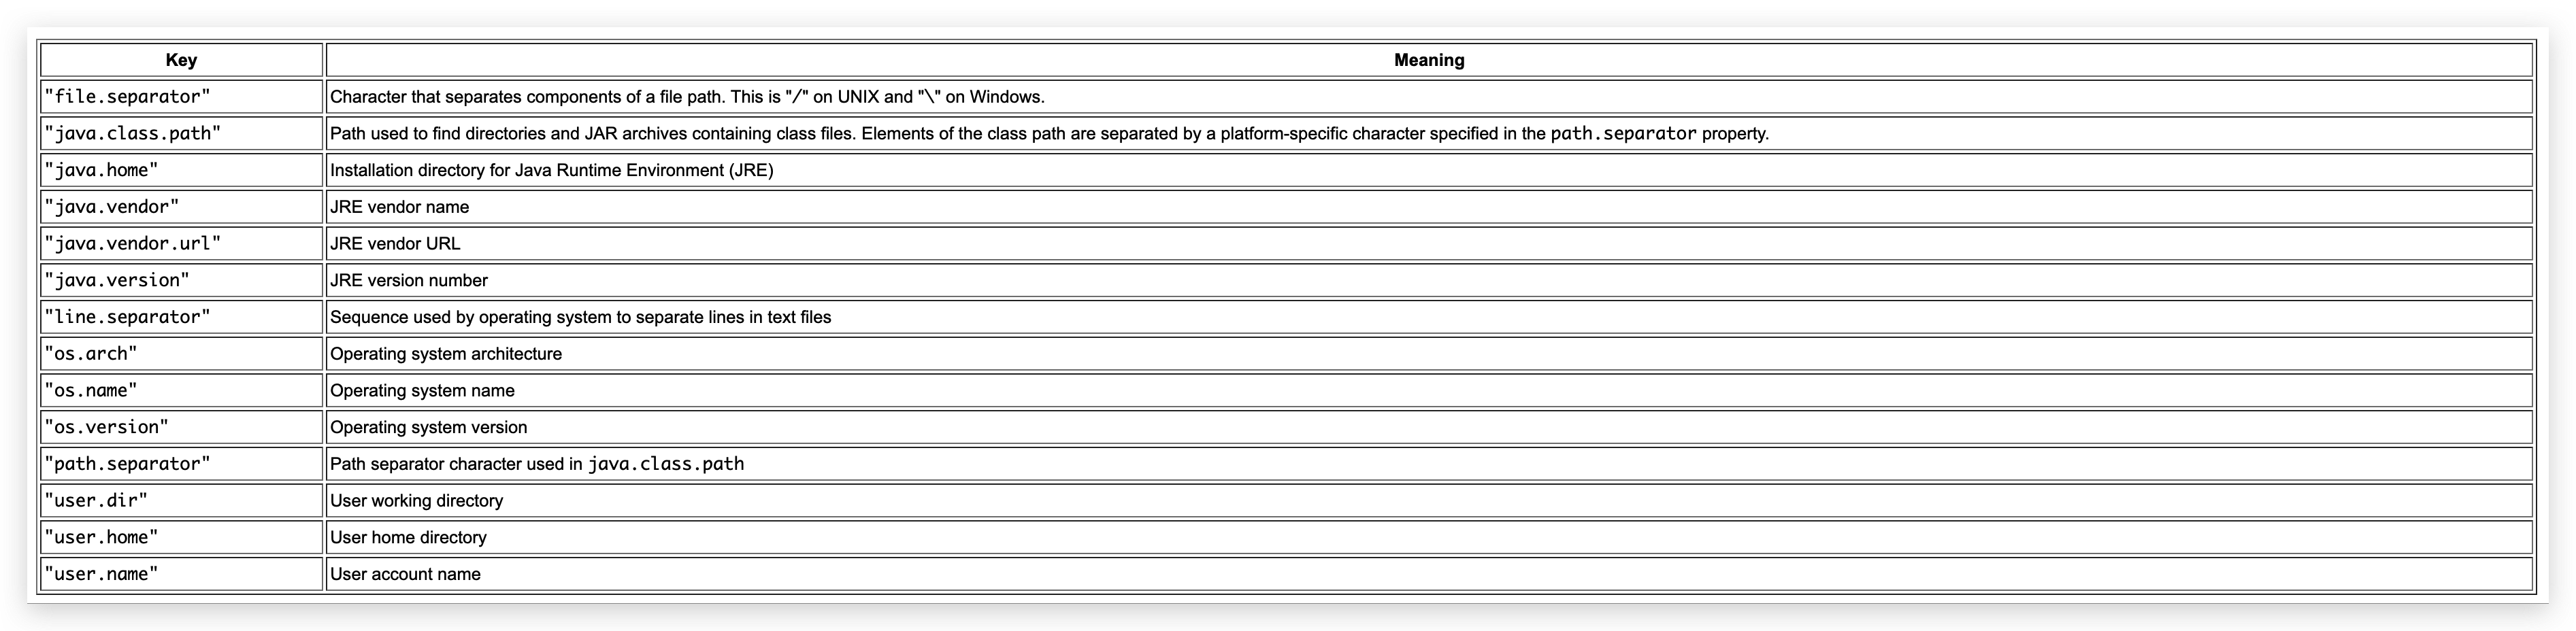 Key Meaning
"file.separator" Character that separates components of a file path. This is "/" on UNIX and "\" on Windows.
"java.class.path" Path used to find directories and JAR archives containing class files. Elements of the class path are separated by a platform-specific character specified in the path.separator property.
"java.home" Installation directory for Java Runtime Environment (JRE)
"java.vendor" JRE vendor name
"java.vendor.url" JRE vendor URL
"java.version" JRE version number
"line.separator" Sequence used by operating system to separate lines in text files
"os.arch" Operating system architecture
"os.name" Operating system name
"os.version" Operating system version
"path.separator" Path separator character used in java.class.path
"user.dir" User working directory
"user.home" User home directory
"user.name" User account name